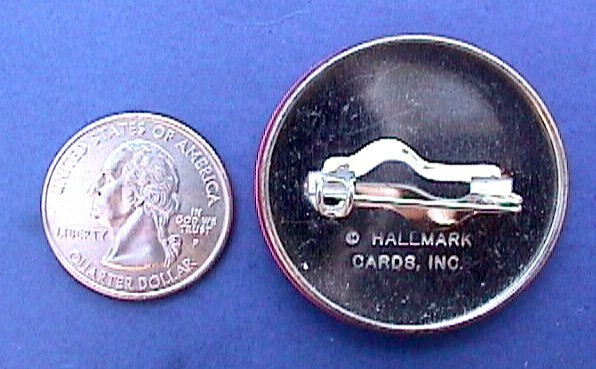 UNITED STATES OF AMERICA
LIBERTY
IN
GOD WE
TRUST
P
QUARTER DOLLAR
© HALLMARK
CARDS, INC.